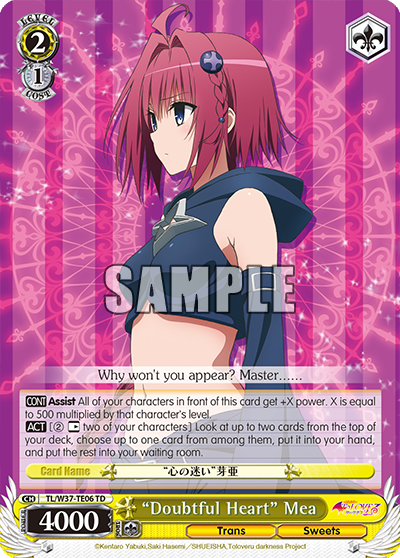 LEVEL
2
1
COST
SAMPLE
Why won't you appear? Master......
CONT Assist All of your characters in front of this card get +X power. X is equal
to 500 multiplied by that character's level.
ACT [② two of your characters] Look at up to two cards from the top of
your deck, choose up to one card from among them, put it into your hand,
and put the rest into your waiting room.
Card Name
“心の迷い”芽亜
CH TL/W37-TE06 TD
4000
“Doubtful Heart” Mea
Trans
Sweets
©Kentaro Yabuki,Saki Hasemi／SHUEISHA,Toloveru darkness Project